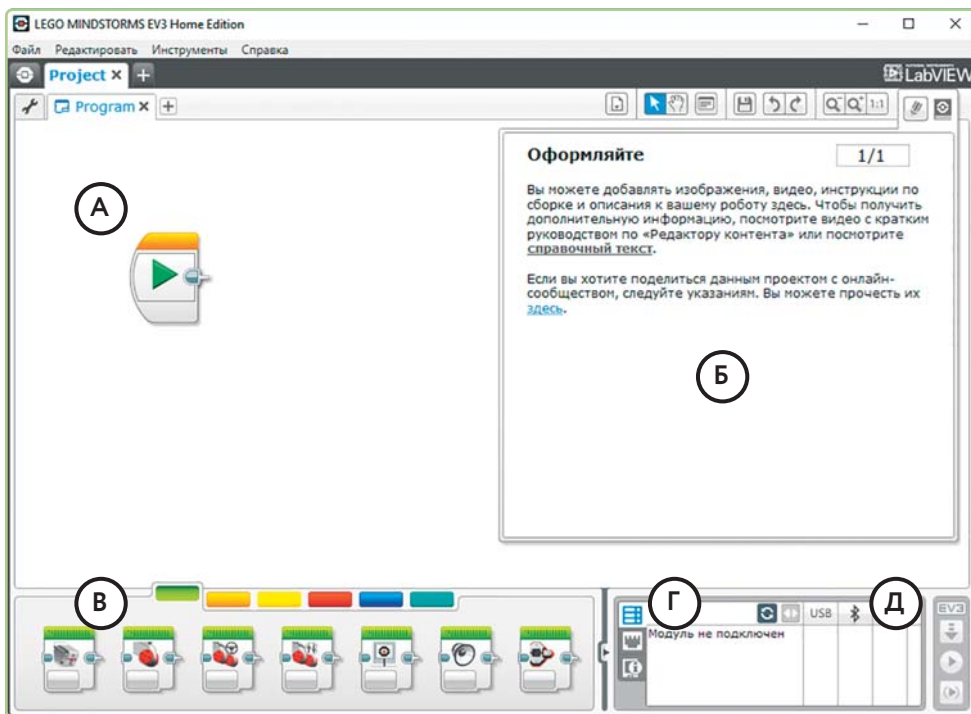 LEGO MINDSTORMS EV3 Home Edition
Файл Редактировать Инструменты Справка
Project
LabVIEW
Program
1:1
А
Оформляйте
1/1
Вы можете добавлять изображения, видео, инструкции по
сборке и описания к вашему роботу здесь. Чтобы получить
дополнительную информацию, посмотрите видео с кратким
руководством по «Редактору контента» или посмотрите
справочный текст.
Если вы хотите поделиться данным проектом с онлайн-
сообществом, следуйте указаниям. Вы можете прочесть их
здесь.
Б
В
Г
USB
Д
EV3
Модуль не подключен